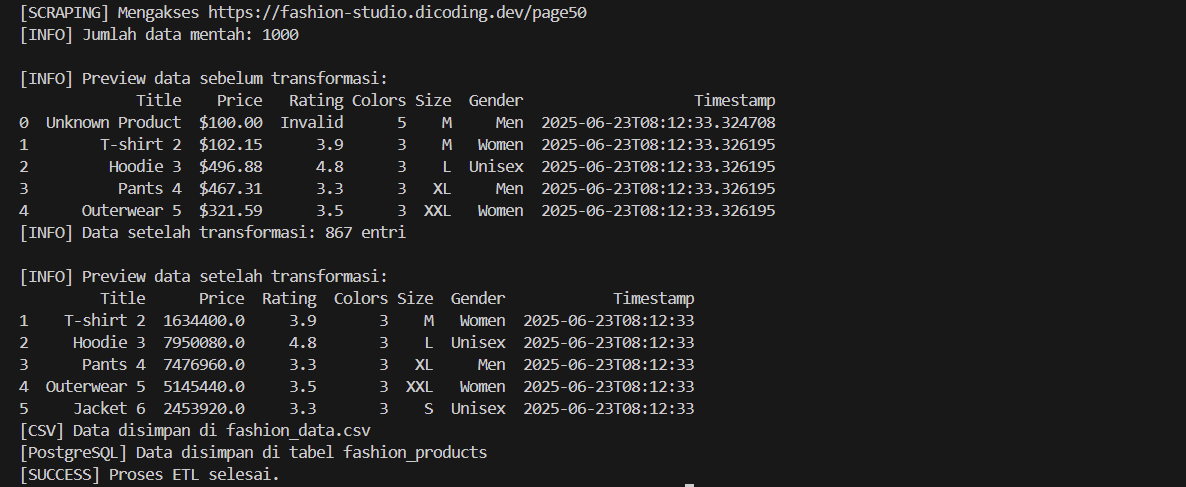 [SCRAPING] Mengakses https://fashion-studio.dicoding.dev/page50
[INFO] Jumlah data mentah: 1000
[INFO] Preview data sebelum transformasi:
Title Price Rating Colors Size Gender Timestamp
0 Unknown Product $100.00 Invalid 5 M Men 2025-06-23T08:12:33.324708
1 T-shirt 2 $102.15 3.9 3 M Women 2025-06-23T08:12:33.326195
2 Hoodie 3 $496.88 4.8 3 L Unisex 2025-06-23T08:12:33.326195
3 Pants 4 $467.31 3.3 3 XL Men 2025-06-23T08:12:33.326195
4 Outerwear 5 $321.59 3.5 3 XXL Women 2025-06-23T08:12:33.326195
[INFO] Data setelah transformasi: 867 entri
[INFO] Preview data setelah transformasi:
Title Price Rating Colors Size Gender Timestamp
1 T-shirt 2 1634400.0 3.9 3 M Women 2025-06-23T08:12:33
2 Hoodie 3 7950080.0 4.8 3 L Unisex 2025-06-23T08:12:33
3 Pants 4 7476960.0 3.3 3 XL Men 2025-06-23T08:12:33
4 Outerwear 5 5145440.0 3.5 3 XXL Women 2025-06-23T08:12:33
5 Jacket 6 2453920.0 3.3 3 S Unisex 2025-06-23T08:12:33
[CSV] Data disimpan di fashion_data.csv
[PostgreSQL] Data disimpan di tabel fashion_products
[SUCCESS] Proses ETL selesai.